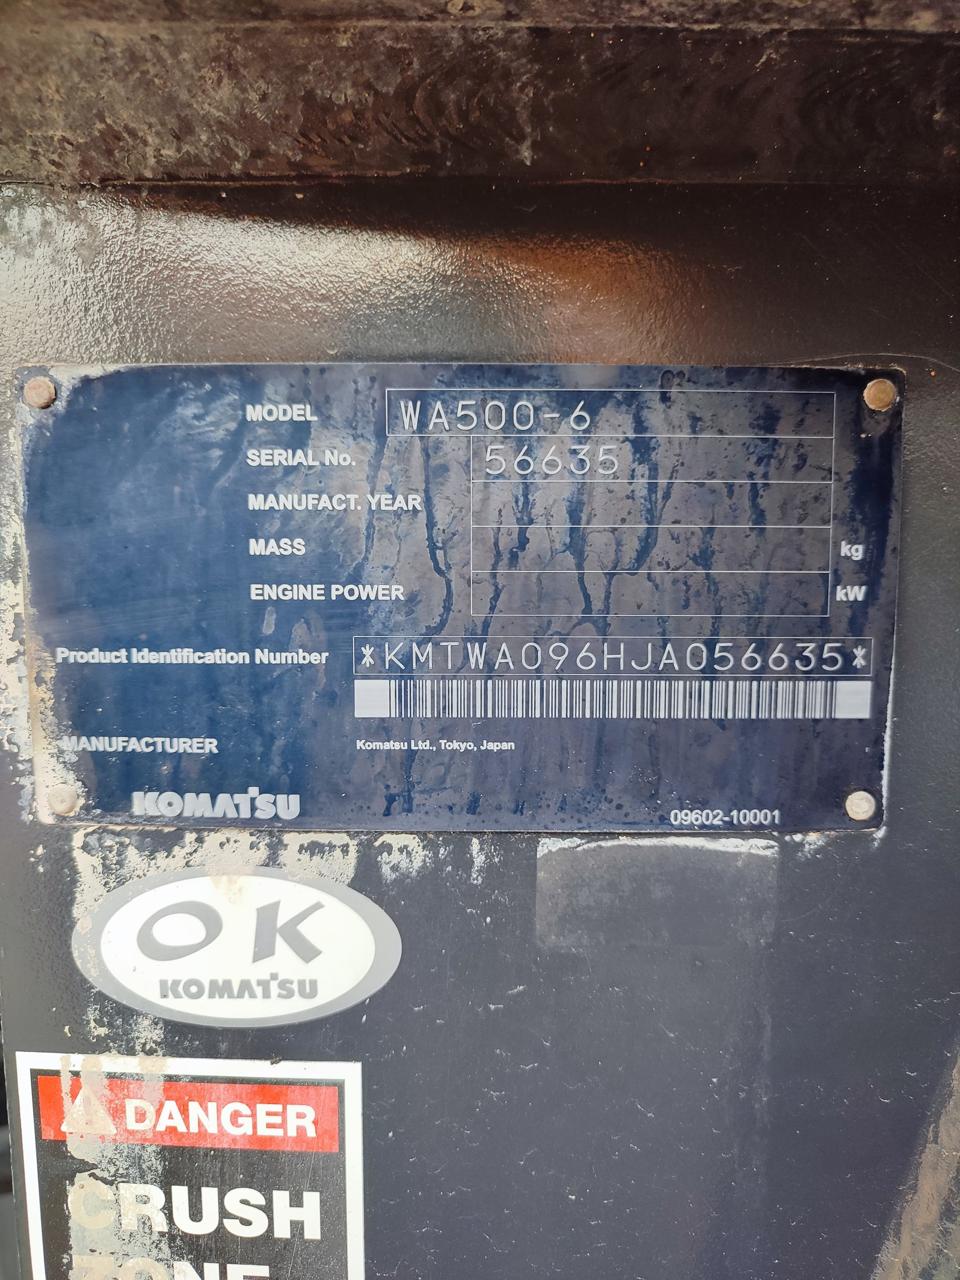 MODEL WA500-6
SERIAL No. 56635
MANUFACT. YEAR
MASS kg
ENGINE POWER kW
Product Identification Number *KMTWA096HJA056635*
MANUFACTURER Komatsu Ltd., Tokyo, Japan
KOMATSU 09602-10001
OK
KOMATSU
DANGER
CRUSH
ZONE